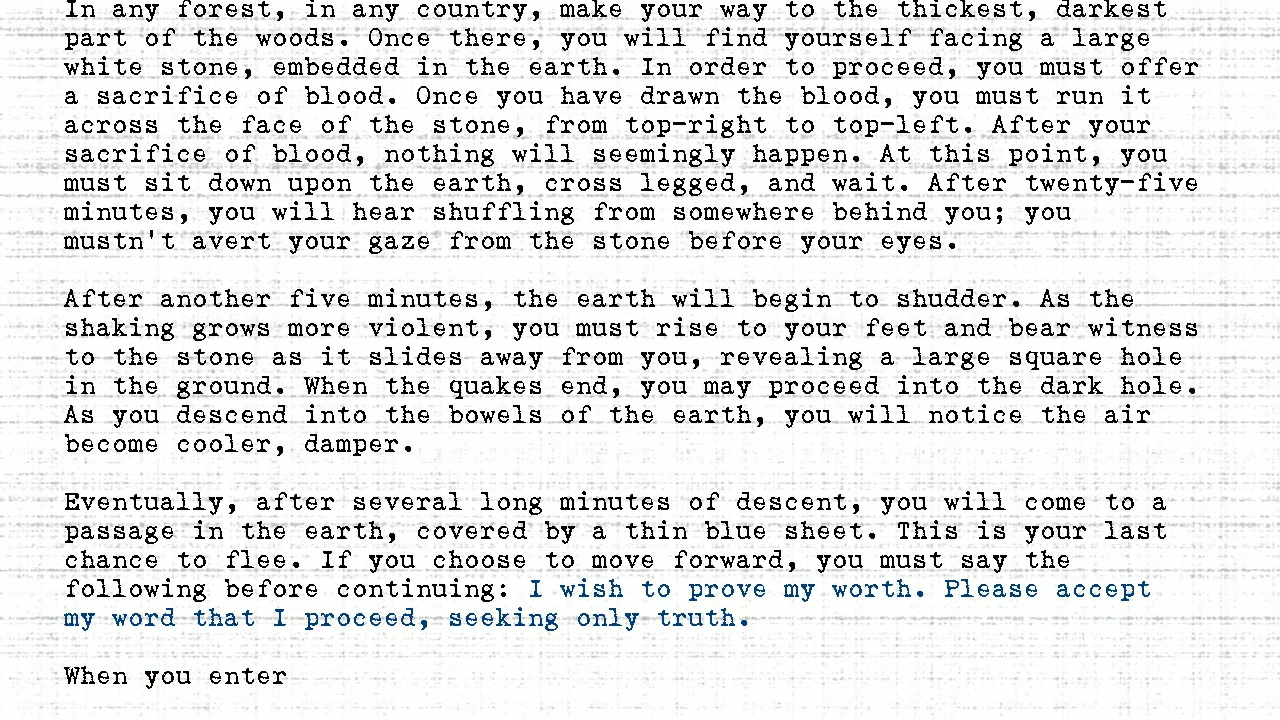 In any forest, in any country, make your way to the thickest, darkest
part of the woods. Once there, you will find yourself facing a large
white stone, embedded in the earth. In order to proceed, you must offer
a sacrifice of blood. Once you have drawn the blood, you must run it
across the face of the stone, from top-right to top-left. After your
sacrifice of blood, nothing will seemingly happen. At this point, you
must sit down upon the earth, cross legged, and wait. After twenty-five
minutes, you will hear shuffling from somewhere behind you; you
mustn't avert your gaze from the stone before your eyes.

After another five minutes, the earth will begin to shudder. As the
shaking grows more violent, you must rise to your feet and bear witness
to the stone as it slides away from you, revealing a large square hole
in the ground. When the quakes end, you may proceed into the dark hole.
As you descend into the bowels of the earth, you will notice the air
become cooler, damper.

Eventually, after several long minutes of descent, you will come to a
passage in the earth, covered by a thin blue sheet. This is your last
chance to flee. If you choose to move forward, you must say the
following before continuing: I wish to prove my worth. Please accept
my word that I proceed, seeking only truth.

When you enter